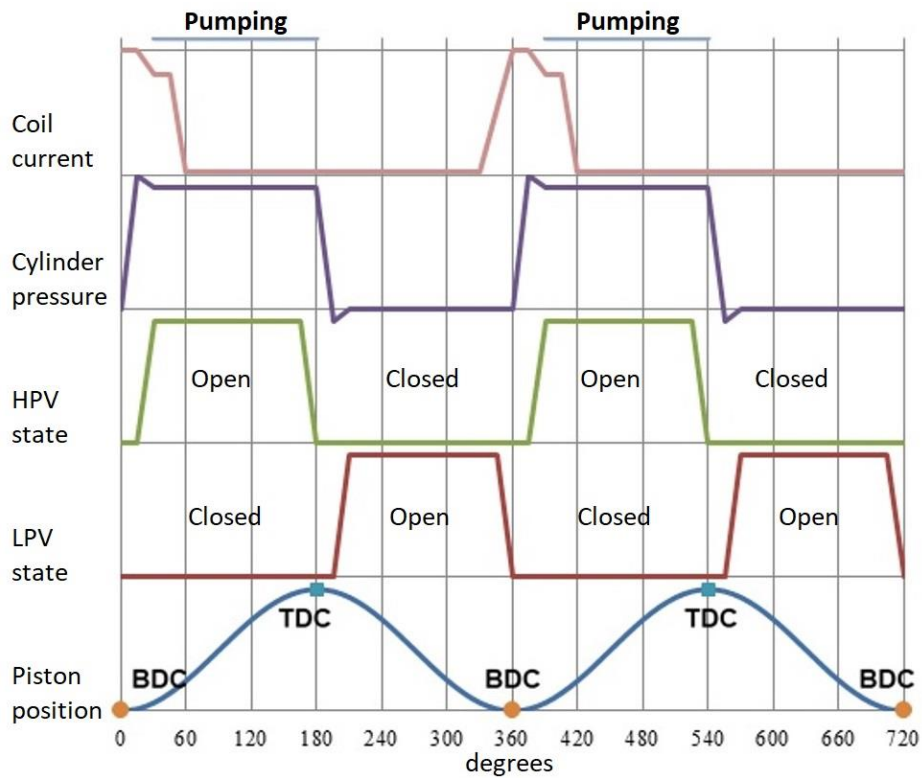 Pumping Pumping
Coil
current
Cylinder
pressure
Open Closed Open Closed
HPV
state
Closed Open Closed Open
LPV
state
TDC TDC
BDC BDC BDC
Piston
position
0 60 120 180 240 300 360 420 480 540 600 660 720
degrees